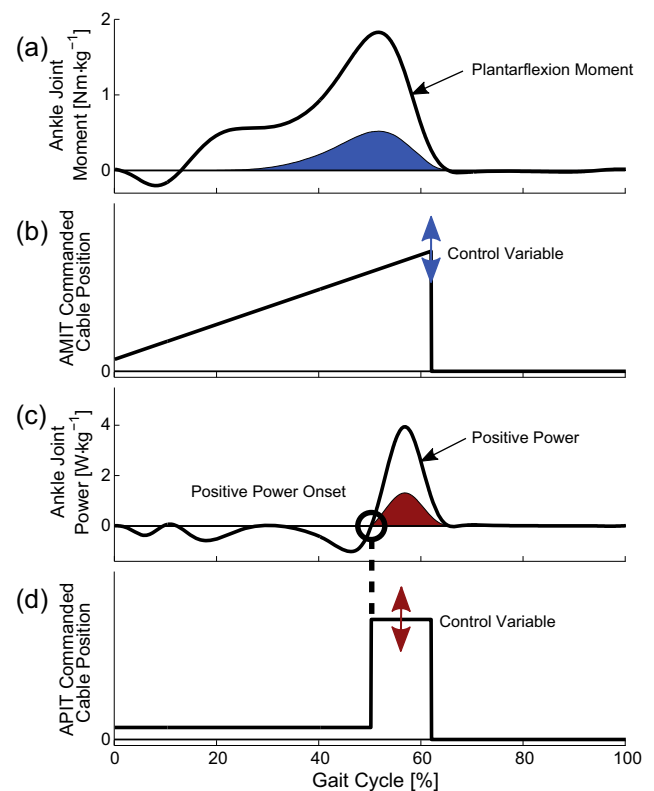 (a)
Ankle Joint
Moment [Nm·kg⁻¹]
2
1
0
Plantarflexion Moment
(b)
AMIT Commanded
Cable Position
0
Control Variable
(c)
Ankle Joint
Power [W·kg⁻¹]
4
2
0
Positive Power
Positive Power Onset
(d)
APIT Commanded
Cable Position
0
Control Variable
0 20 40 60 80 100
Gait Cycle [%]